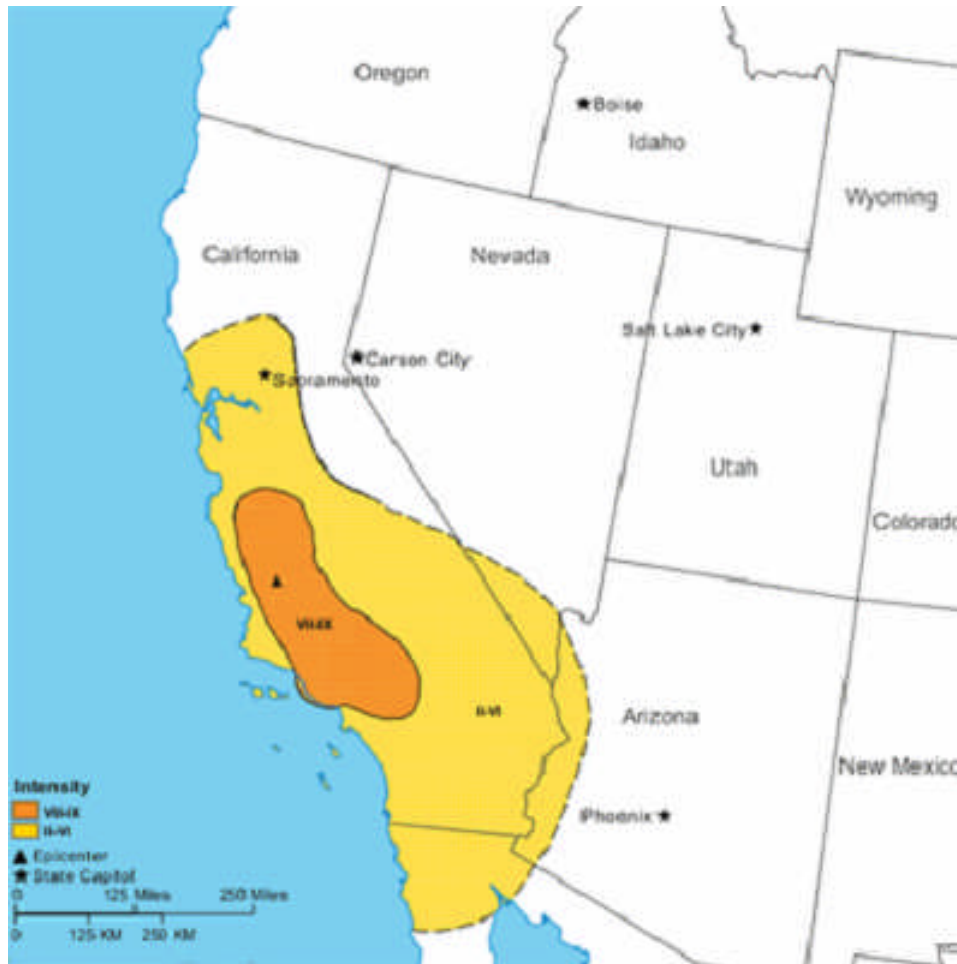 Oregon
Boise
Idaho
Wyoming
California
Nevada
Salt Lake City
Carson City
Sacramento
Utah
Colorado
VII-IX
II-VI
Arizona
New Mexico
Phoenix
Intensity
VIII-IX
II-VI
Epicenter
State Capitol
0 125 Miles 250 Miles
0 125 KM 250 KM